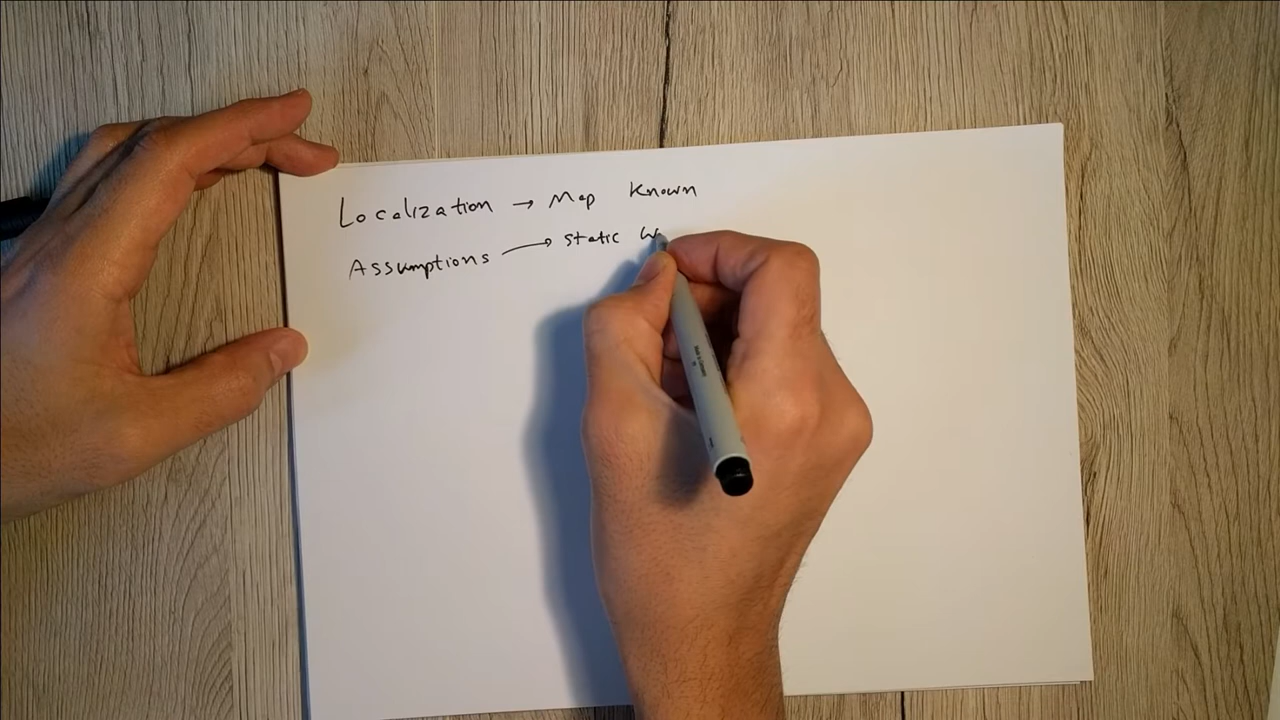 Localization → Map Known
Assumptions → Static W